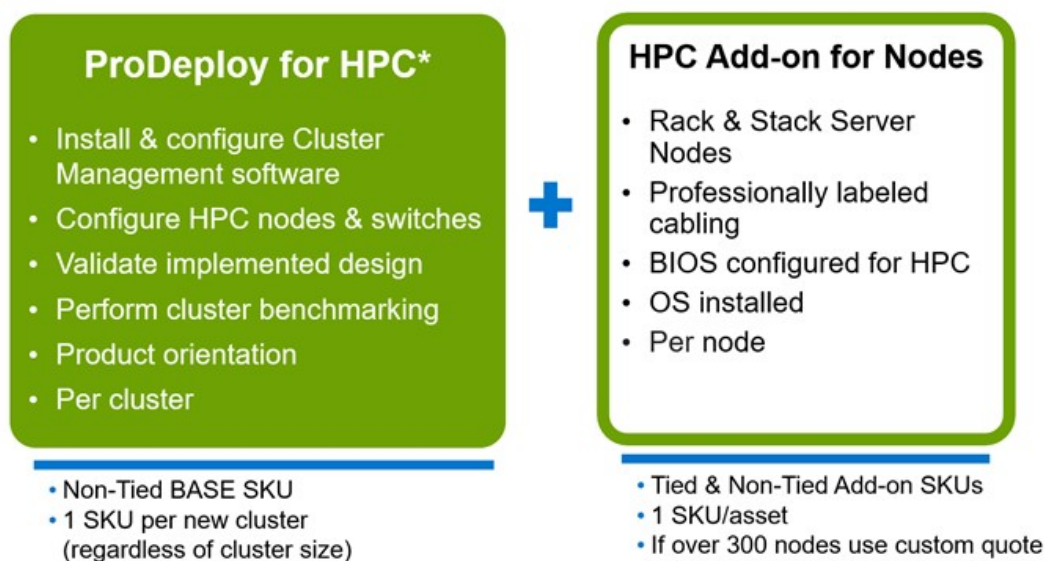 ProDeploy for HPC*
• Install & configure Cluster
Management software
• Configure HPC nodes & switches
• Validate implemented design
• Perform cluster benchmarking
• Product orientation
• Per cluster
• Non-Tied BASE SKU
• 1 SKU per new cluster
(regardless of cluster size)
+
HPC Add-on for Nodes
• Rack & Stack Server
Nodes
• Professionally labeled
cabling
• BIOS configured for HPC
• OS installed
• Per node
• Tied & Non-Tied Add-on SKUs
• 1 SKU/asset
• If over 300 nodes use custom quote